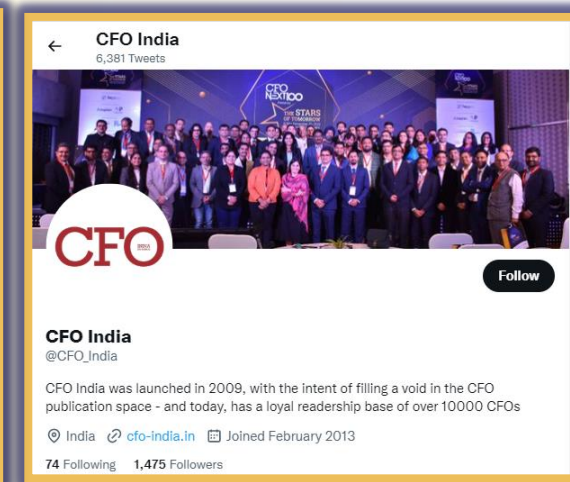 CFO India
6,381 Tweets
CFO
NEXT100
THE STARS
OF TOMORROW
CFO
INDIA
Follow
CFO India
@CFO_India
CFO India was launched in 2009, with the intent of filling a void in the CFO
publication space - and today, has a loyal readership base of over 10000 CFOs
India cfo-india.in Joined February 2013
74 Following 1,475 Followers